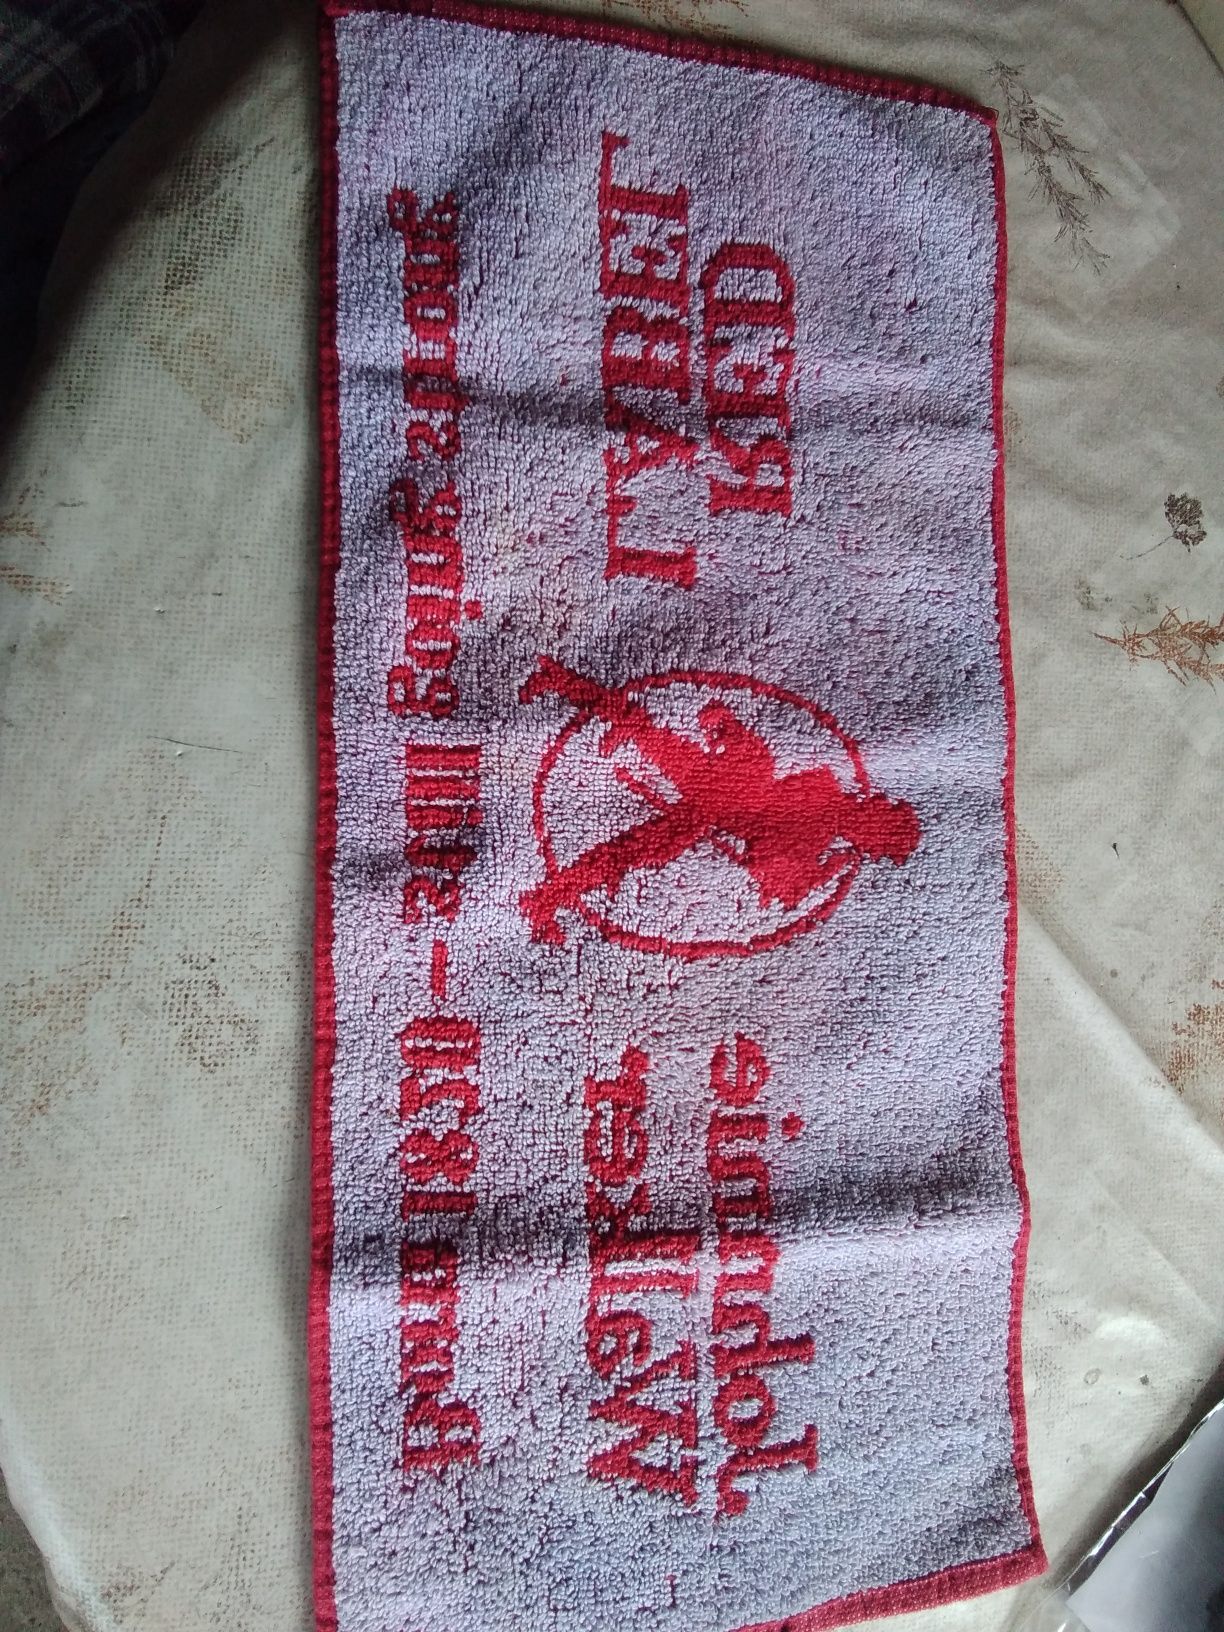 Johnnie
Walker
RED
LABEL
Born 1820 – still going strong